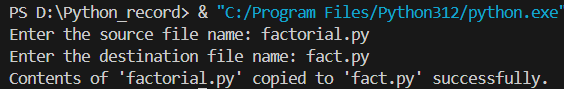 PS D:\Python_record> & "C:/Program Files/Python312/python.exe"
Enter the source file name: factorial.py
Enter the destination file name: fact.py
Contents of 'factorial.py' copied to 'fact.py' successfully.